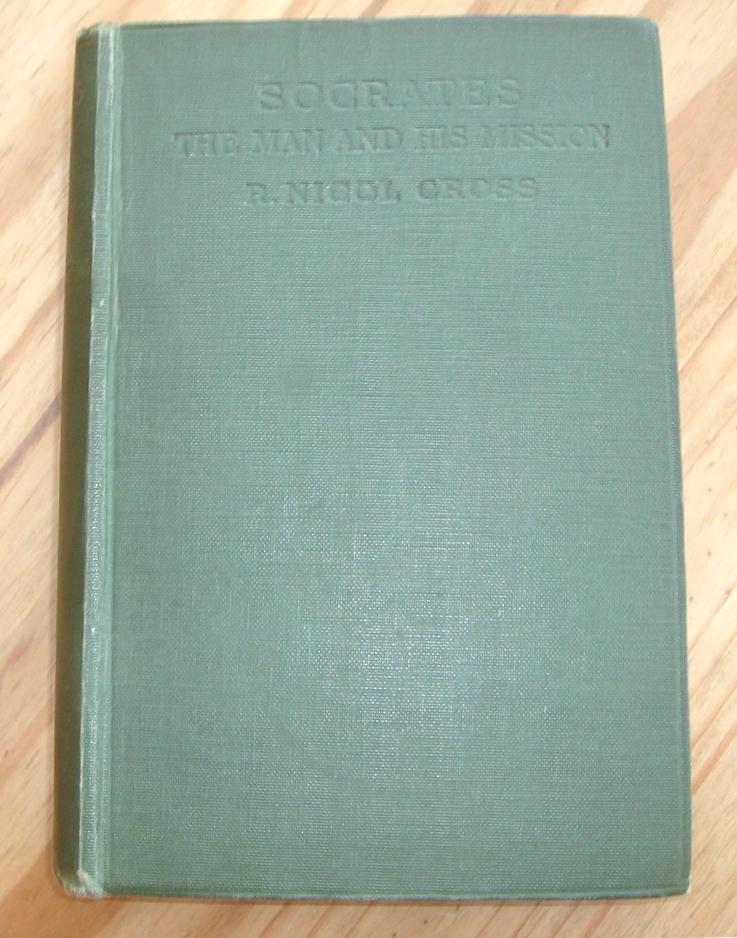 SOCRATES
THE MAN AND HIS MISSION
R. NICOL CROSS